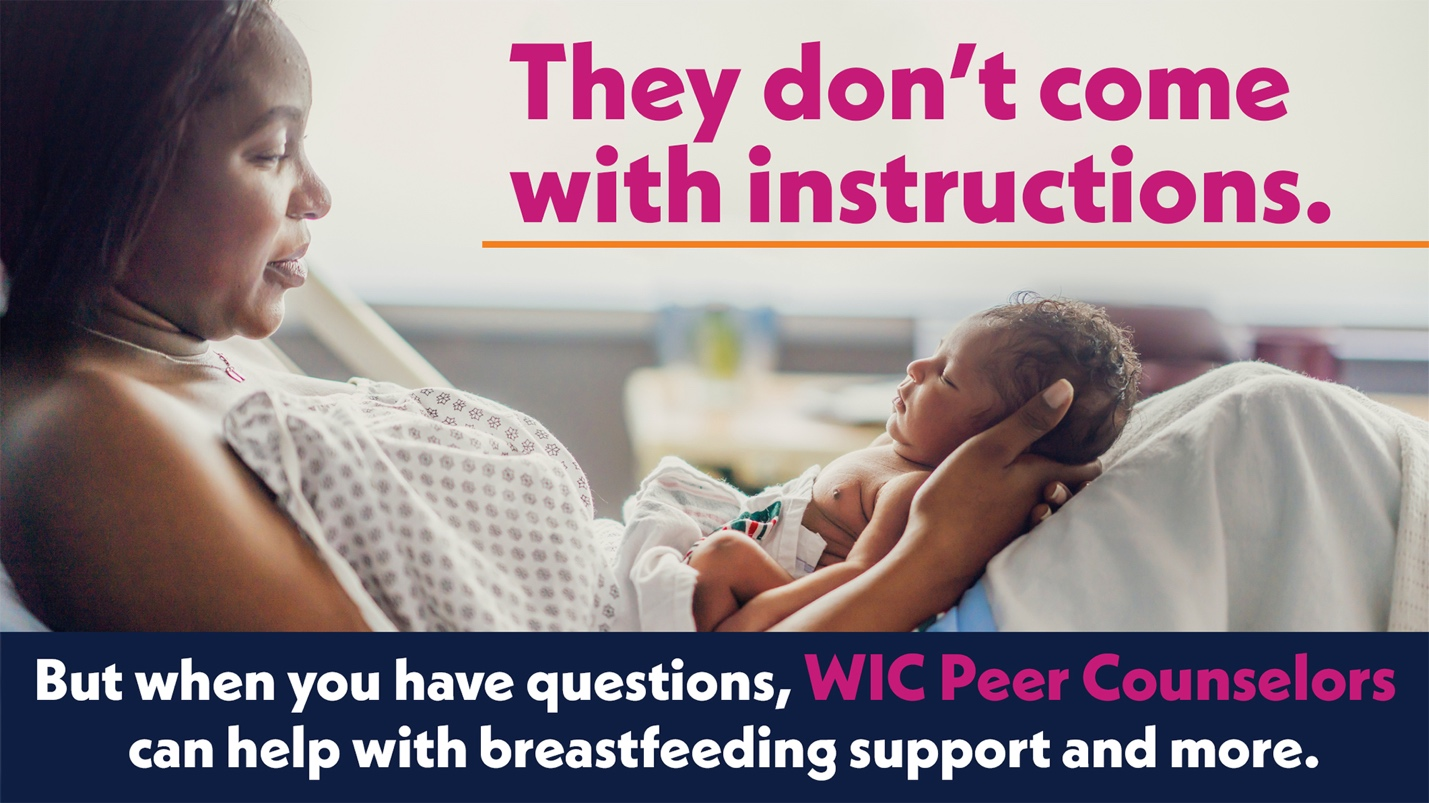 They don’t come
with instructions.
But when you have questions, WIC Peer Counselors
can help with breastfeeding support and more.